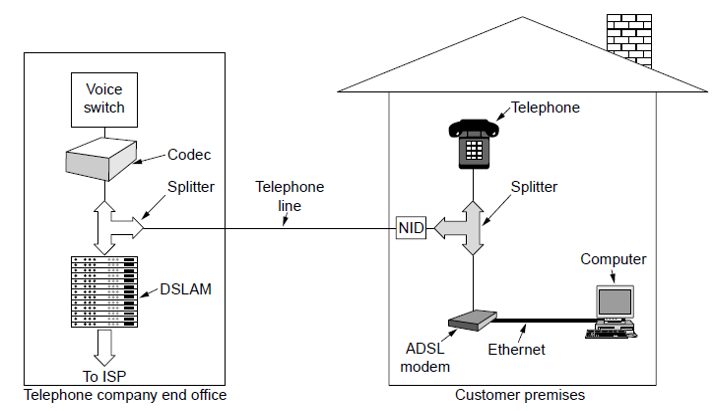 Voice
switch
Codec
Splitter
DSLAM
To ISP
Telephone company end office
Telephone
line
NID
Telephone
Splitter
Computer
ADSL
modem
Ethernet
Customer premises